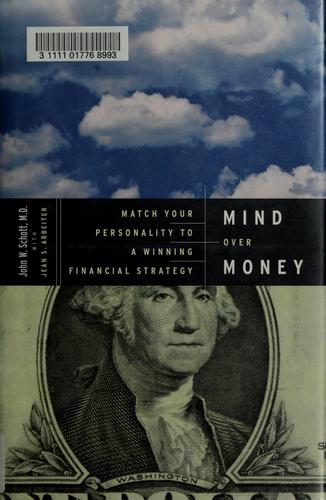 3 1111 01776 8993
John W. Schott, M.D.
WITH
JEAN S. ARBEITER
MATCH YOUR
PERSONALITY TO
A WINNING
FINANCIAL STRATEGY
MIND
OVER
MONEY
WASHINGTON